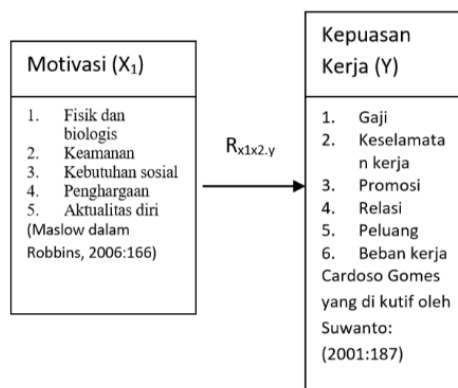 Motivasi (X₁)
1. Fisik dan
biologis
2. Keamanan
3. Kebutuhan sosial
4. Penghargaan
5. Aktualitas diri
(Maslow dalam
Robbins, 2006:166)
Rx1x2.y
Kepuasan
Kerja (Y)
1. Gaji
2. Keselamata
n kerja
3. Promosi
4. Relasi
5. Peluang
6. Beban kerja
Cardoso Gomes
yang di kutif oleh
Suwanto:
(2001:187)